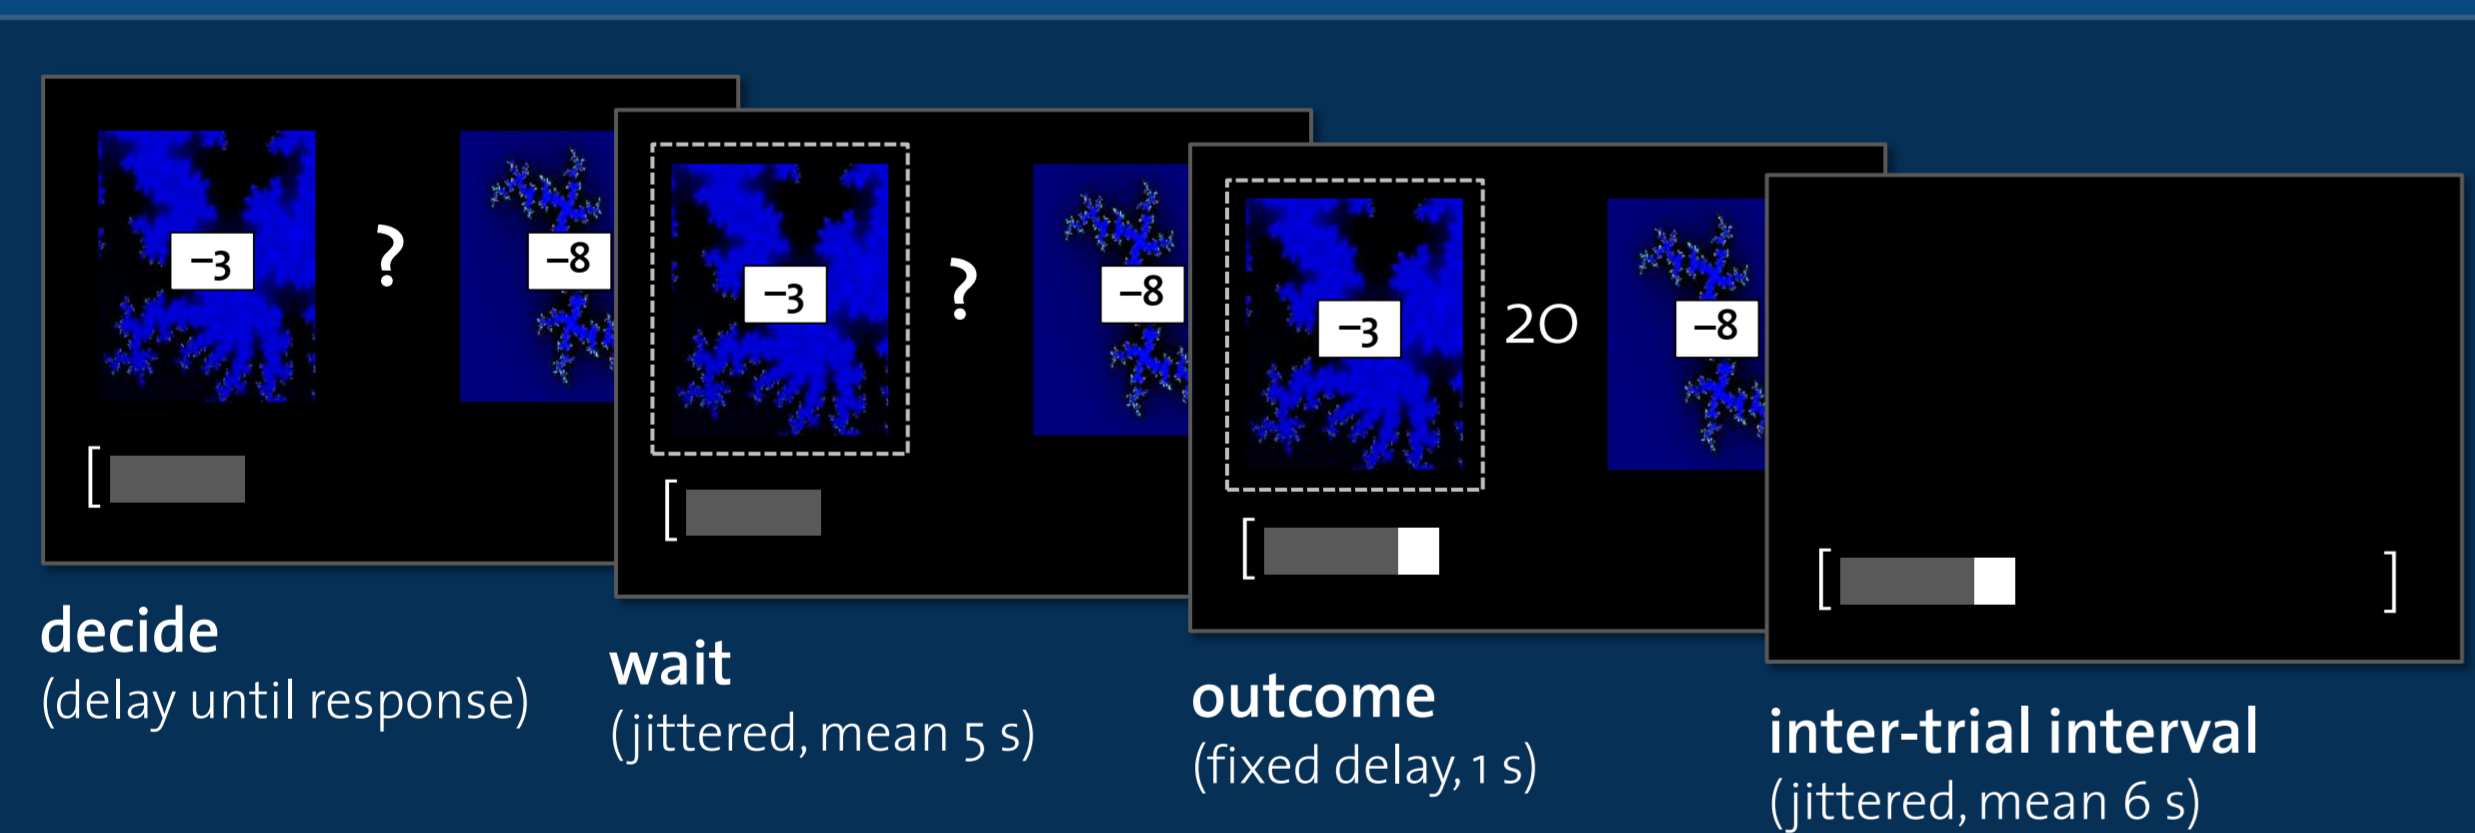 −3 ? −8
[
decide
(delay until response)
−3 ? −8
[
wait
(jittered, mean 5 s)
−3 20 −8
[
outcome
(fixed delay, 1 s)
[ ]
inter-trial interval
(jittered, mean 6 s)